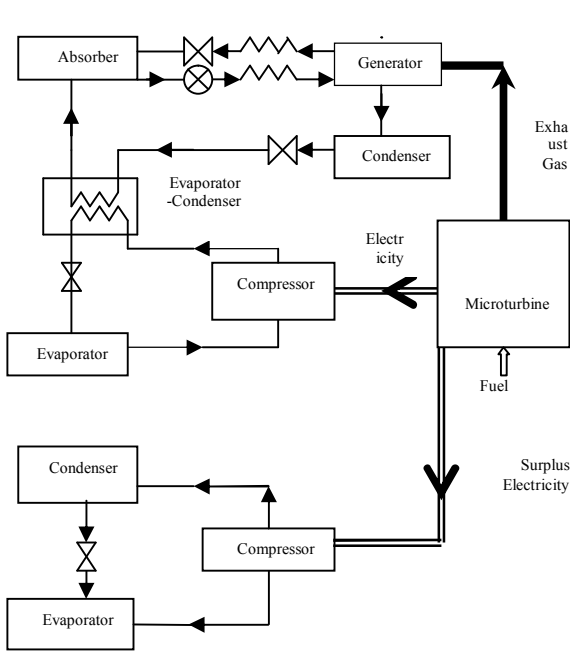 Absorber
Generator
Exha
ust
Gas
Condenser
Evaporator
-Condenser
Electr
icity
Compressor
Microturbine
Evaporator
Fuel
Condenser
Surplus
Electricity
Compressor
Evaporator